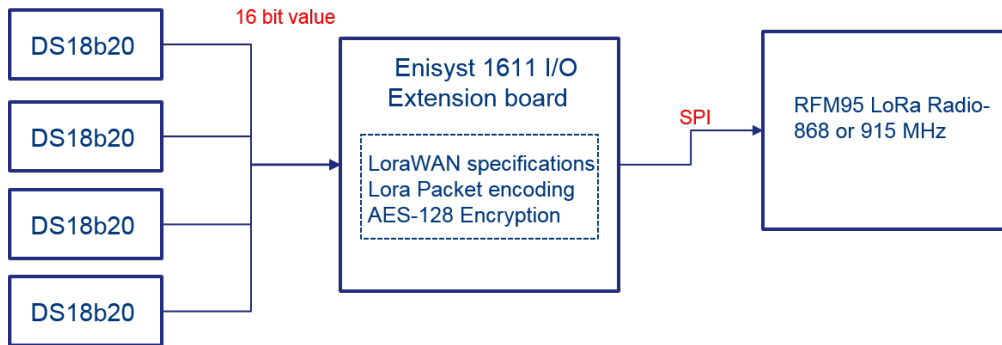 16 bit value
DS18b20
DS18b20
DS18b20
DS18b20
Enisyst 1611 I/O
Extension board
LoraWAN specifications
Lora Packet encoding
AES-128 Encryption
SPI
RFM95 LoRa Radio-
868 or 915 MHz